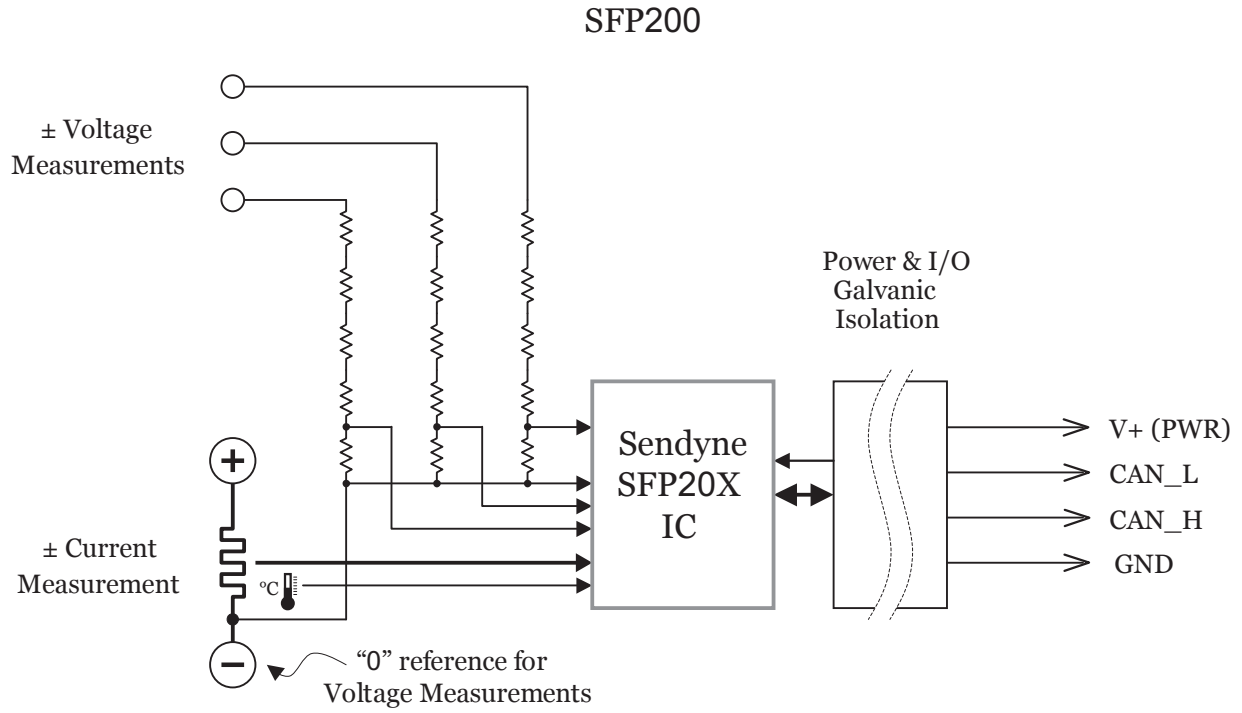 SFP200
± Voltage
Measurements
Power & I/O
Galvanic
Isolation
Sendyne
SFP20X
IC
V+ (PWR)
CAN_L
CAN_H
GND
+
± Current
Measurement
°C
−
“0” reference for
Voltage Measurements